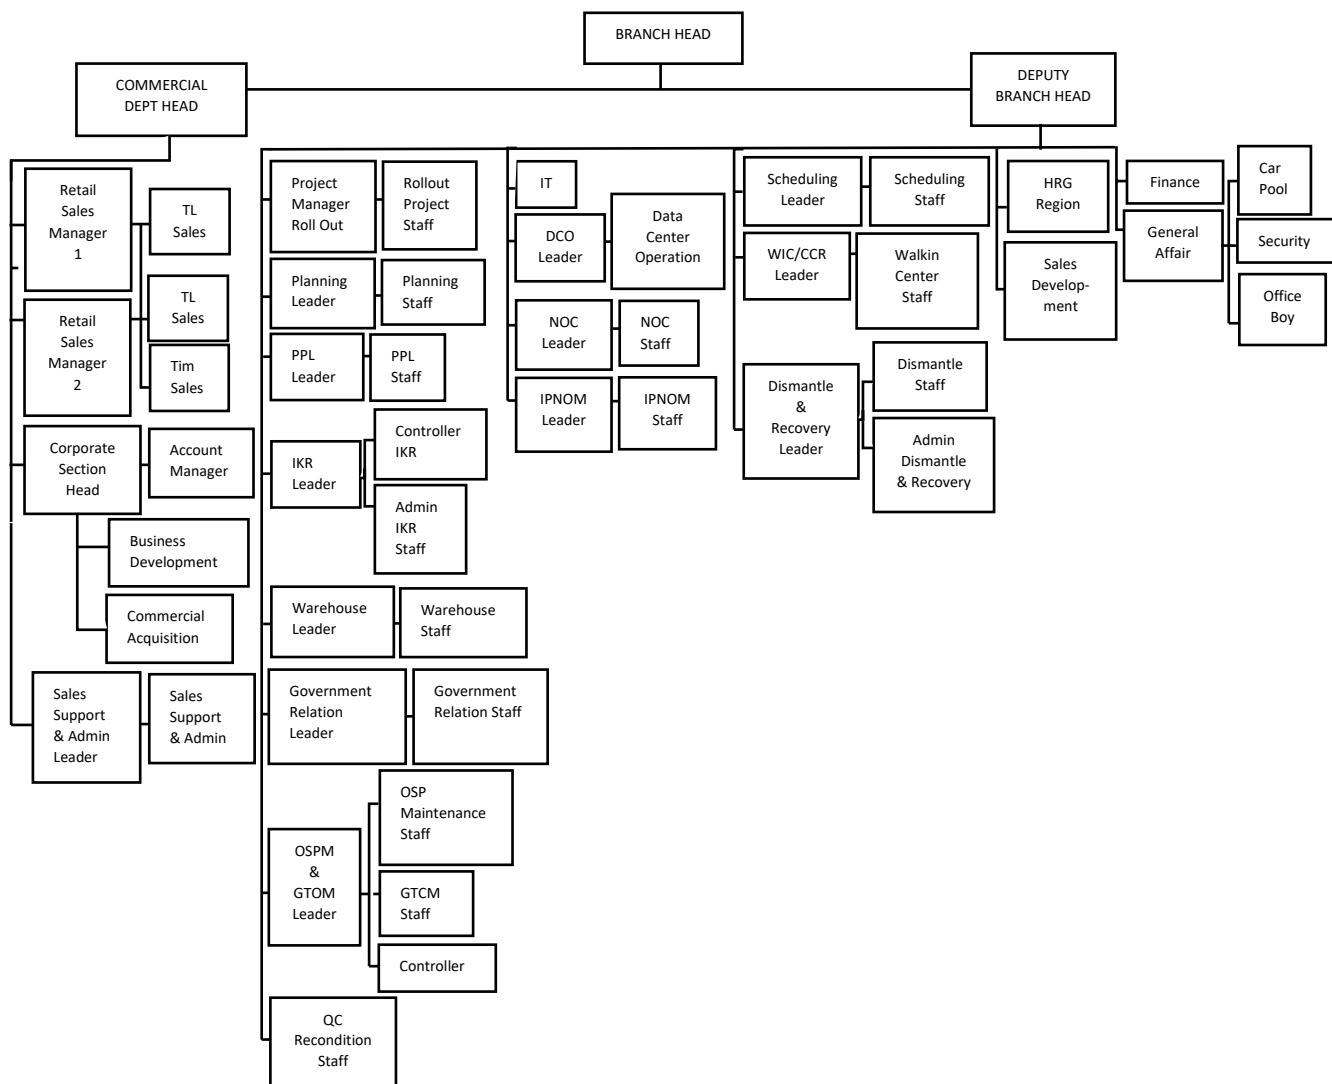 BRANCH HEAD
COMMERCIAL
DEPT HEAD
DEPUTY
BRANCH HEAD
Retail
Sales
Manager
1
TL
Sales
Retail
Sales
Manager
2
TL
Sales
Tim
Sales
Corporate
Section
Head
Account
Manager
Business
Development
Commercial
Acquisition
Sales
Support
& Admin
Leader
Sales
Support
& Admin
Project
Manager
Roll Out
Rollout
Project
Staff
Planning
Leader
Planning
Staff
PPL
Leader
PPL
Staff
IKR
Leader
Controller
IKR
Admin
IKR
Staff
Warehouse
Leader
Warehouse
Staff
Government
Relation
Leader
Government
Relation Staff
OSPM
&
GTOM
Leader
OSP
Maintenance
Staff
GTCM
Staff
Controller
QC
Recondition
Staff
IT
DCO
Leader
Data
Center
Operation
NOC
Leader
NOC
Staff
IPNOM
Leader
IPNOM
Staff
Scheduling
Leader
Scheduling
Staff
WIC/CCR
Leader
Walkin
Center
Staff
Dismantle
&
Recovery
Leader
Dismantle
Staff
Admin
Dismantle
& Recovery
HRG
Region
Sales
Develop-
ment
Finance
General
Affair
Car
Pool
Security
Office
Boy